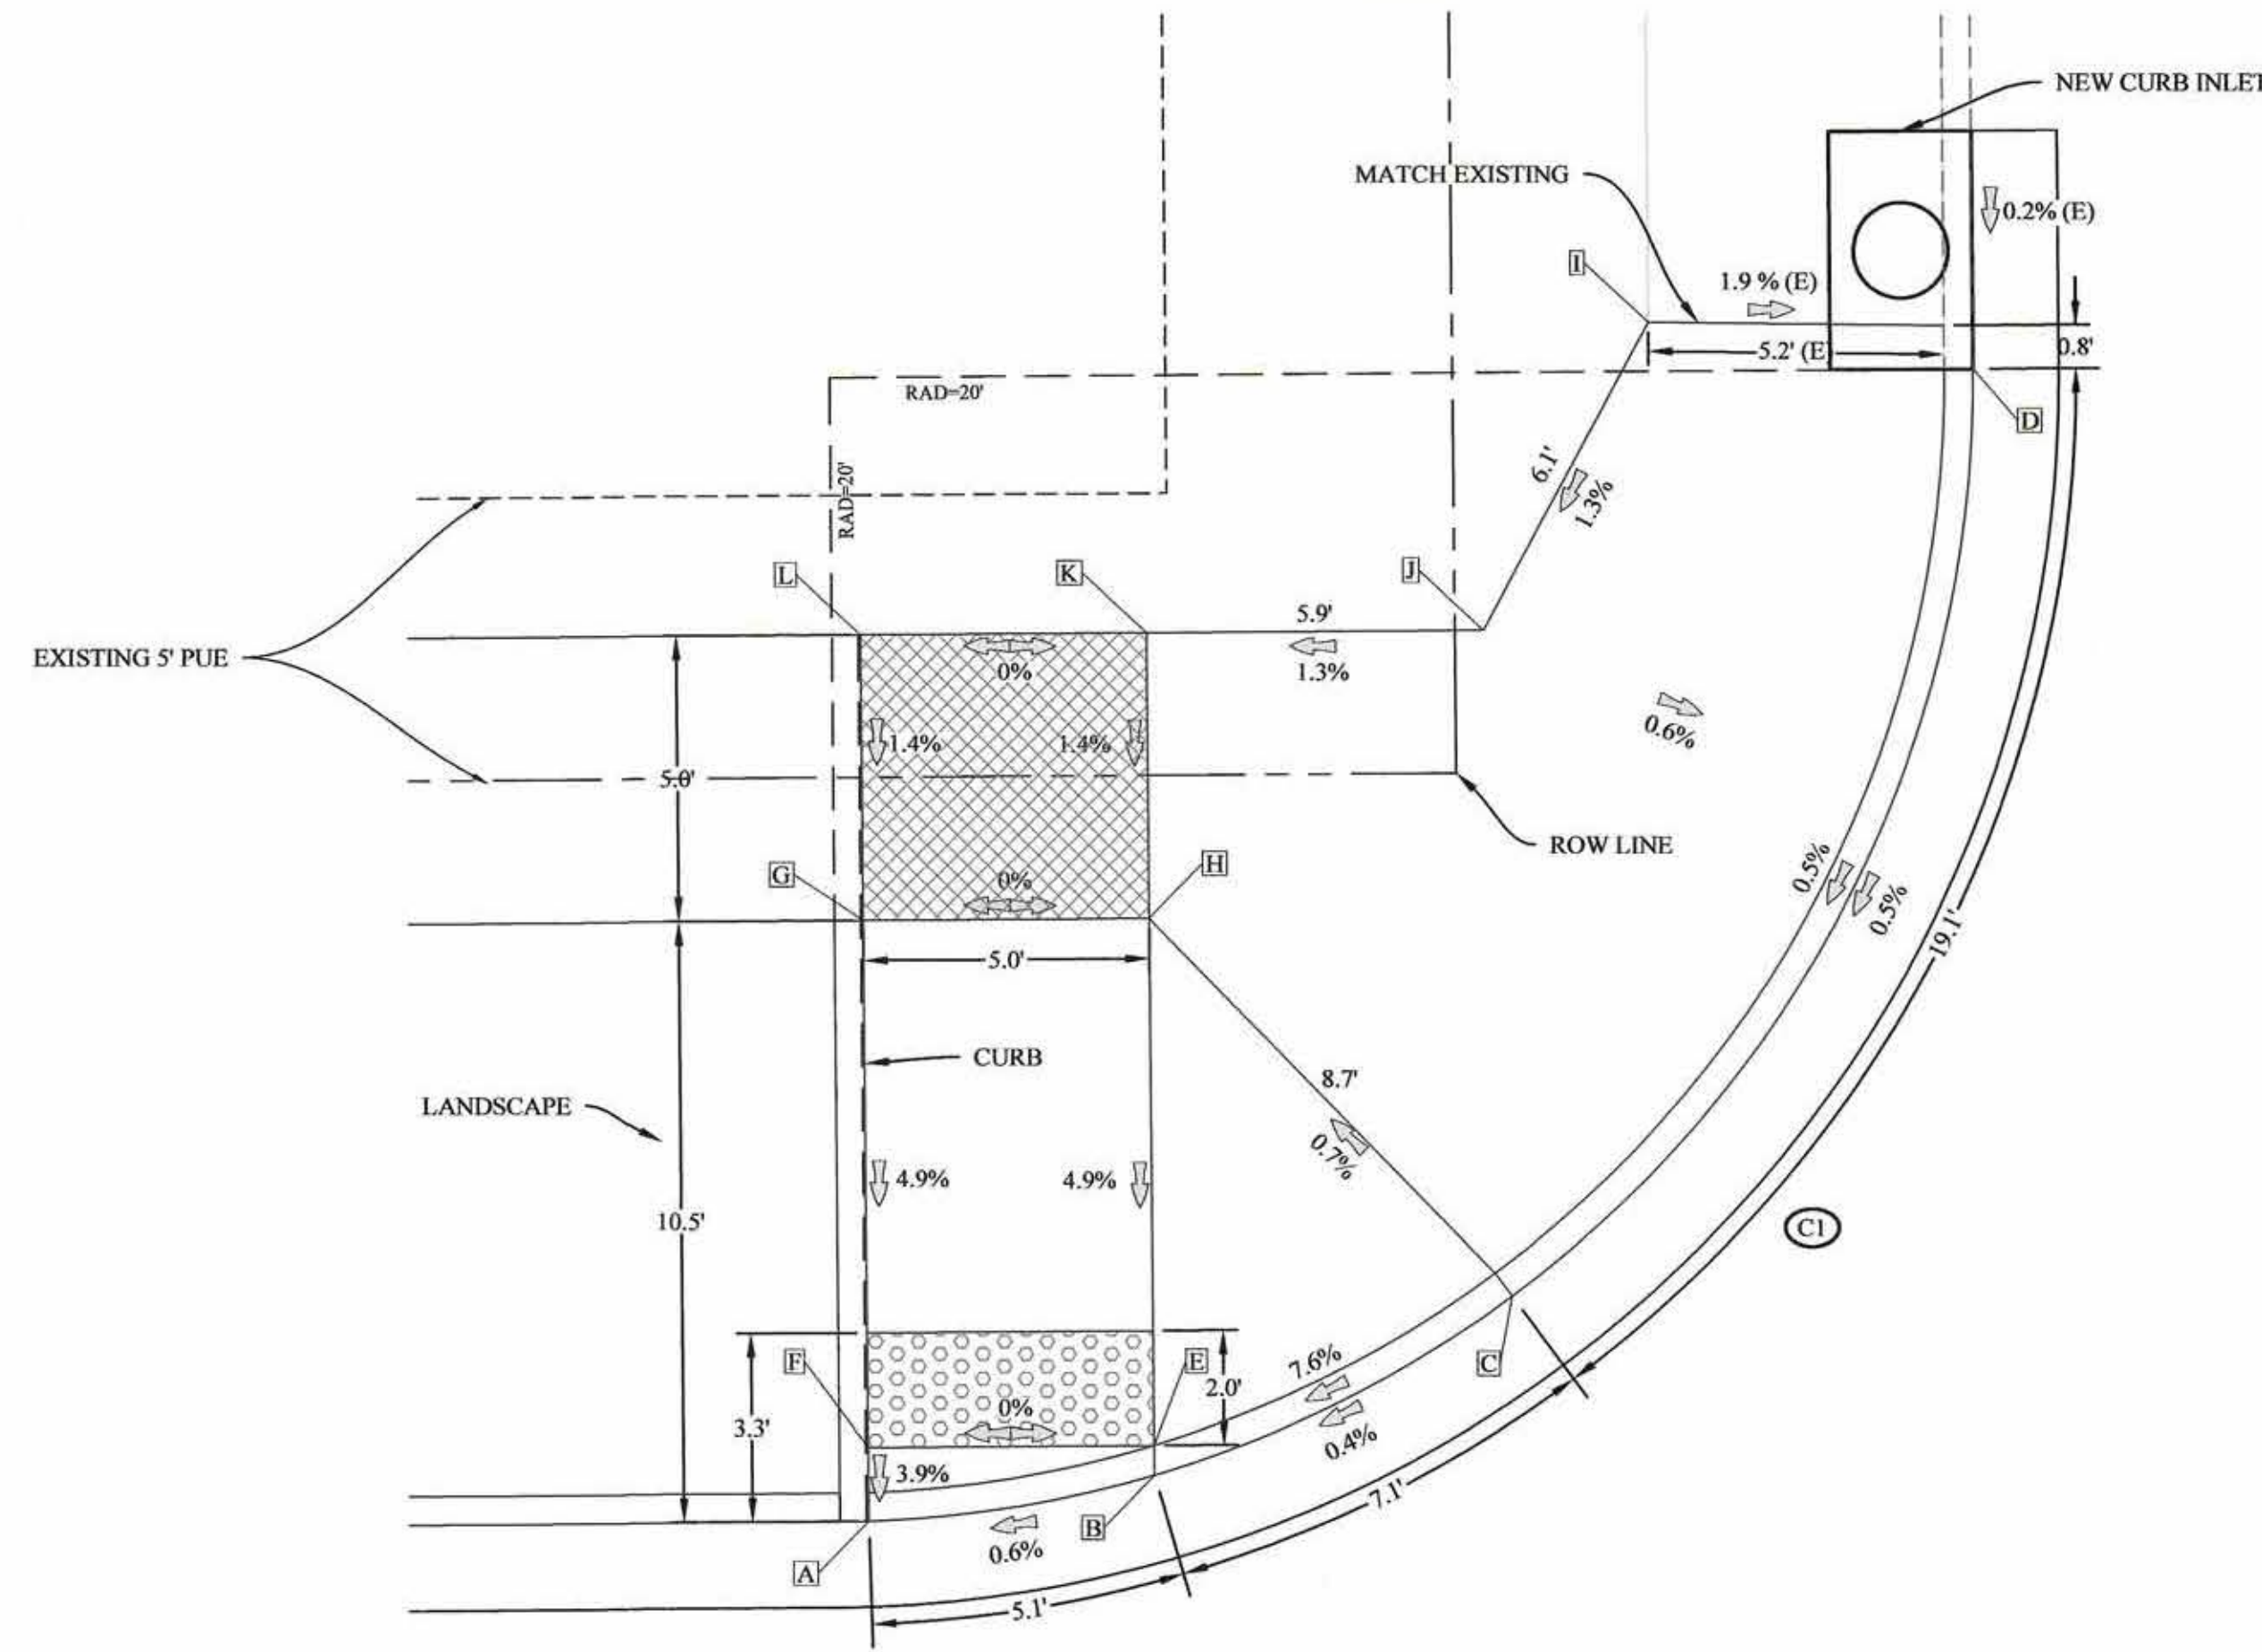 NEW CURB INLET
MATCH EXISTING
0.2% (E)
I
1.9 % (E)
5.2' (E
0.8'
RAD=20'
D
RAD=20'
6.1'
1.3%
L
K
J
5.9'
EXISTING 5' PUE
0%
1.3%
1.4%
1.4%
0.6%
5.0'
ROW LINE
G
0%
H
0.5%
0.5%
19.1'
5.0'
CURB
8.7'
LANDSCAPE
0.7%
4.9%
4.9%
10.5'
C1
F
E
7.6%
C
2.0'
0%
3.3'
0.4%
3.9%
7.1'
B
0.6%
A
5.1'